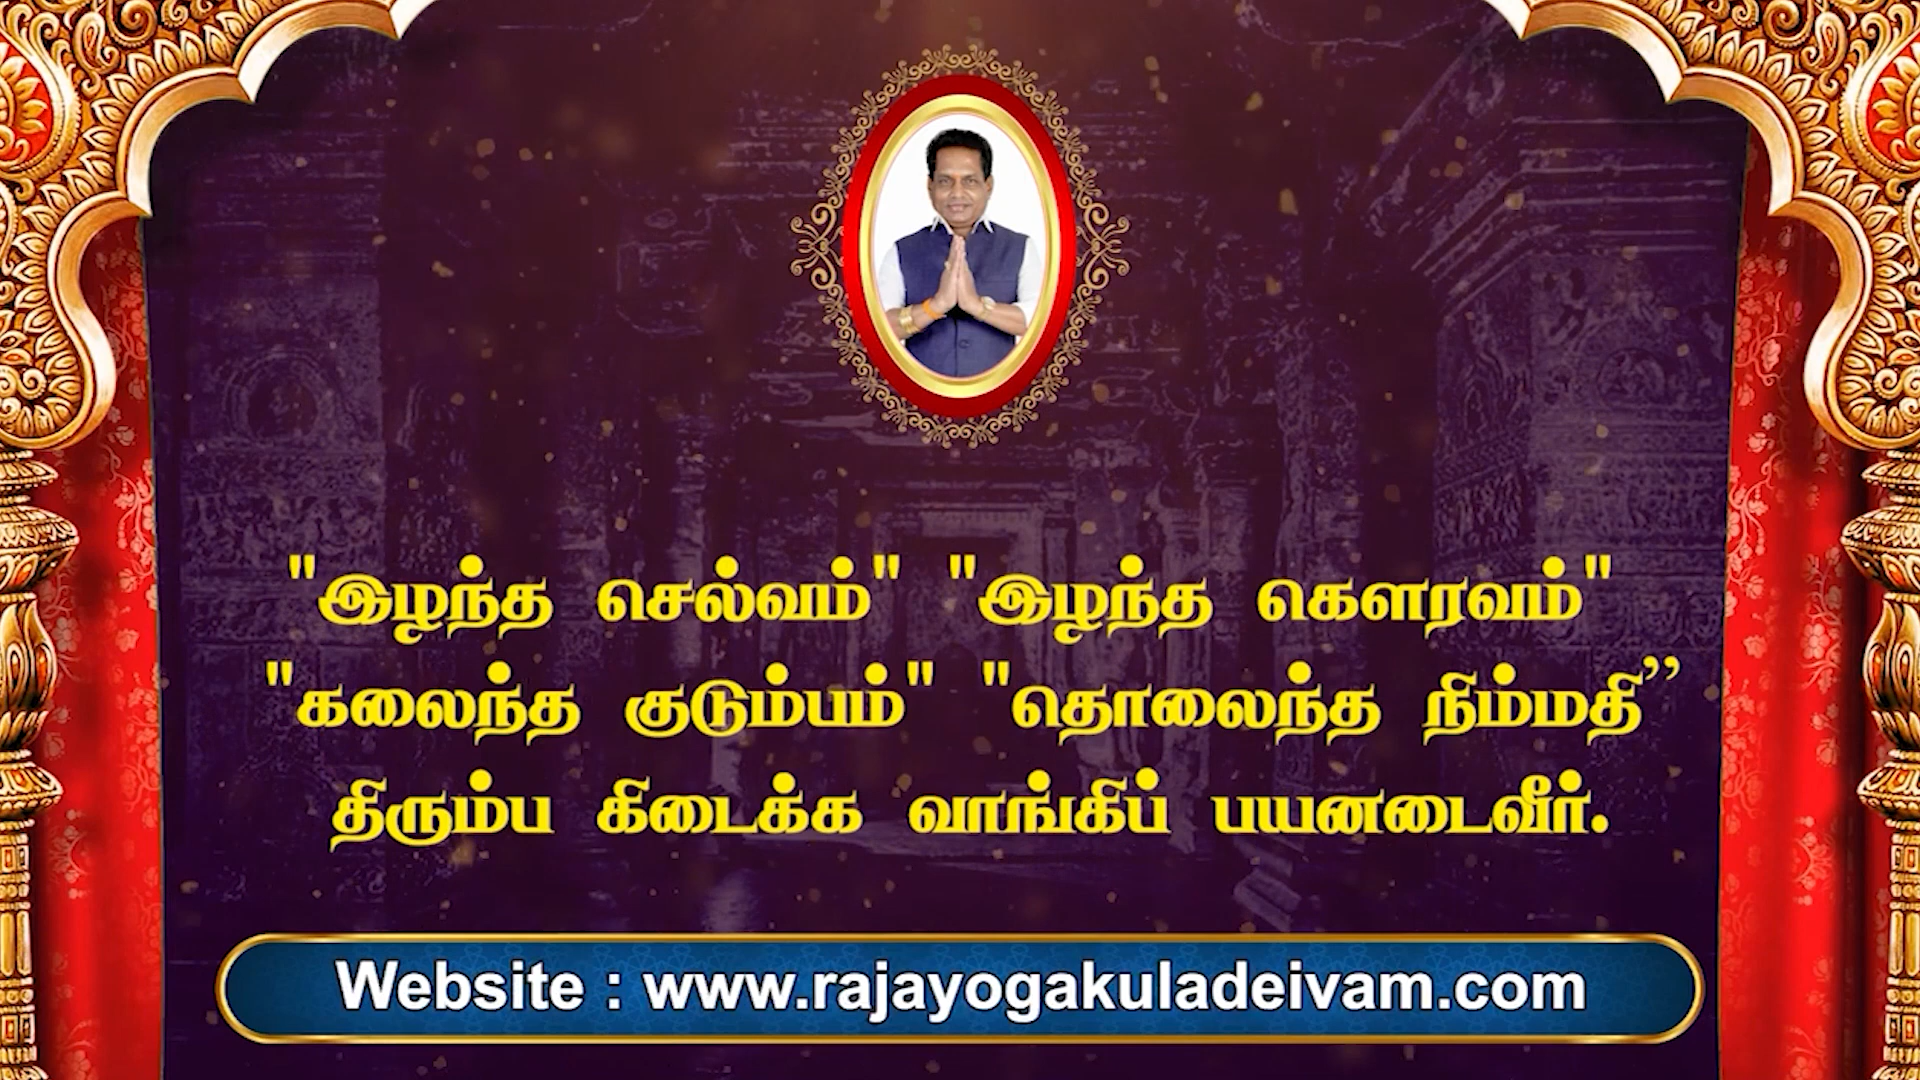 "இழந்த செல்வம்" "இழந்த கௌரவம்"
"கலைந்த குடும்பம்" "தொலைந்த நிம்மதி”
திரும்ப கிடைக்க வாங்கிப் பயனடைவீர்.
Website : www.rajayogakuladeivam.com